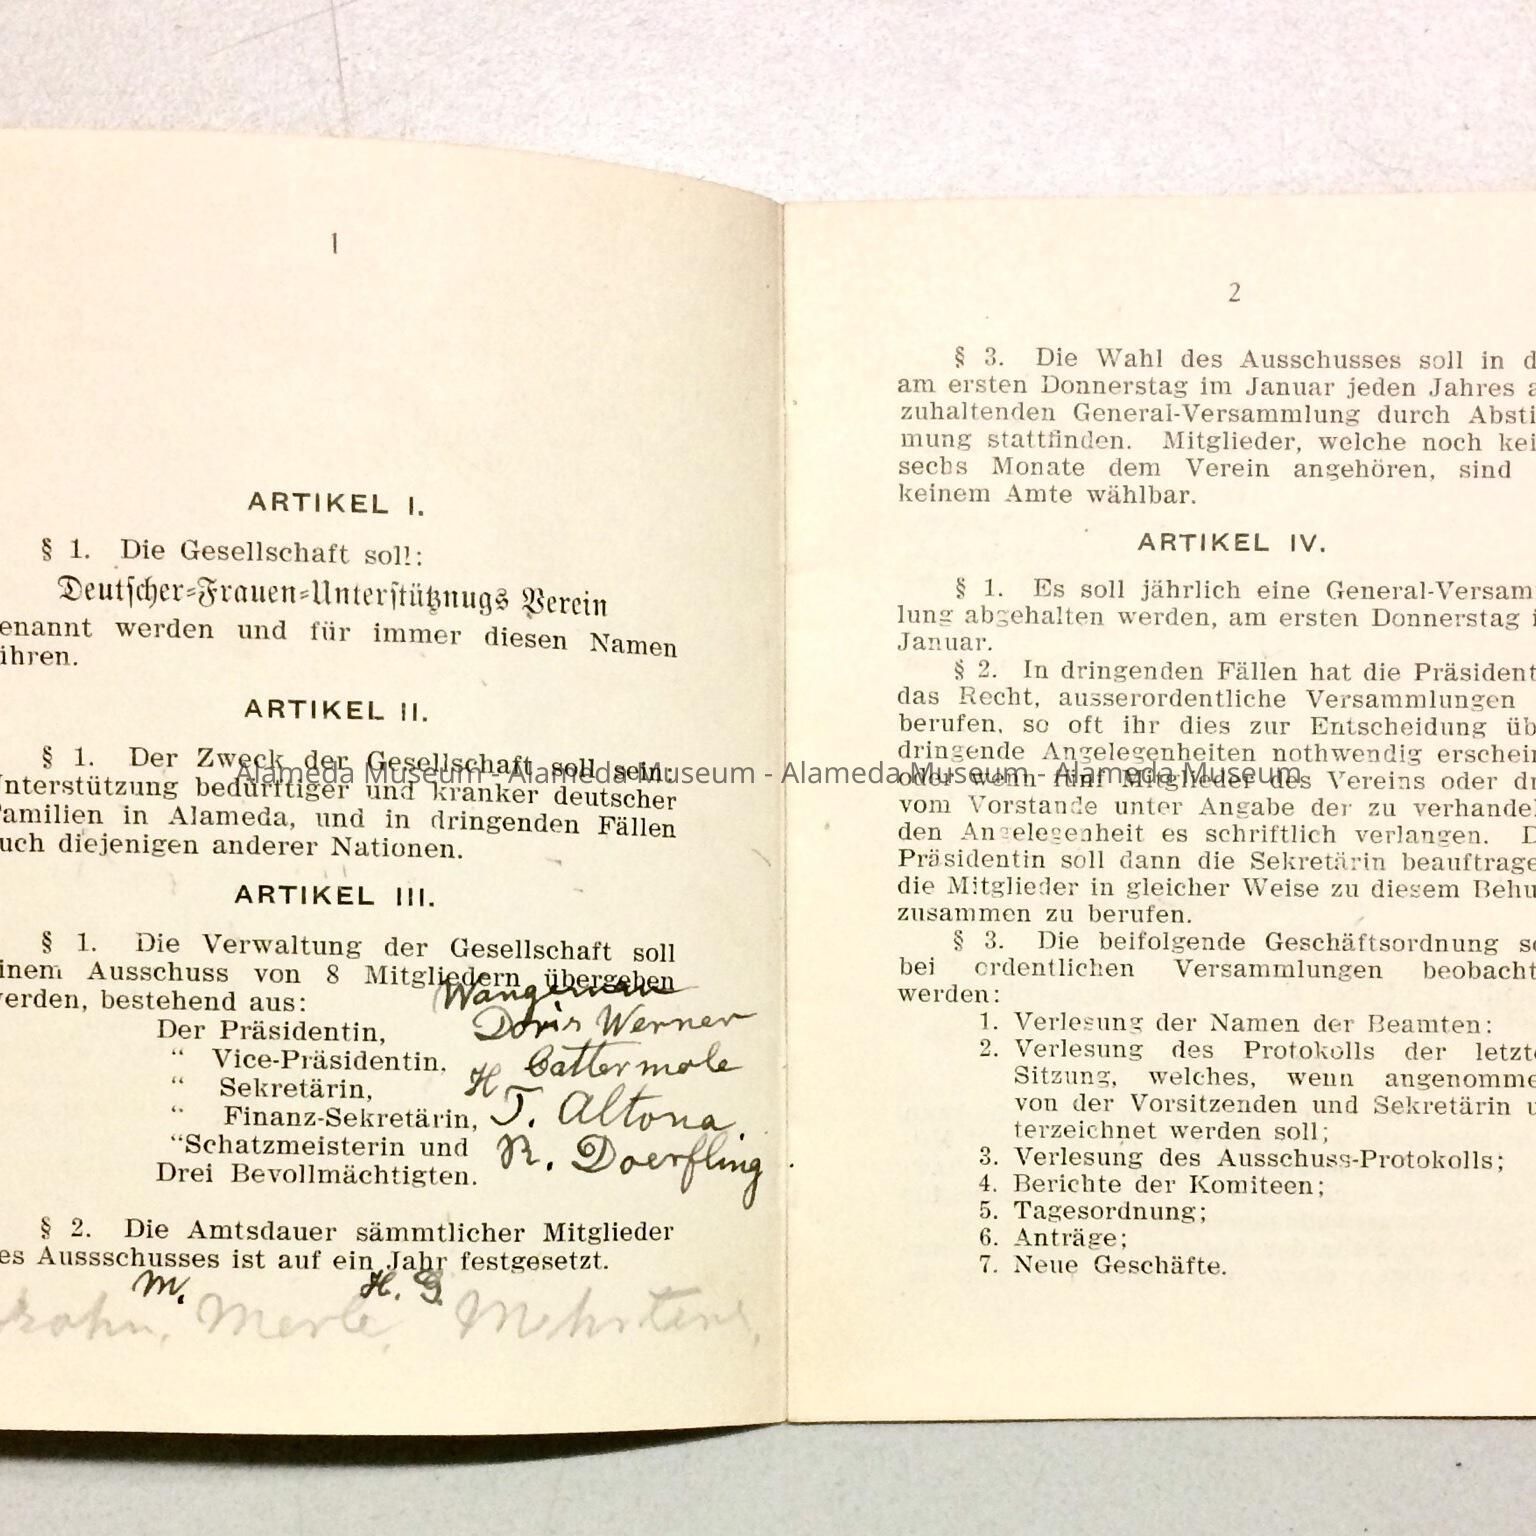 1
ARTIKEL I.
§ 1. Die Gesellschaft soll:
Deutscher-Frauen-Unterstütznugs Verein
enannt werden und für immer diesen Namen
ihren.
ARTIKEL II.
§ 1. Der Zweck der Gesellschaft soll sein:
nterstützung bedürftiger und kranker deutscher
amilien in Alameda, und in dringenden Fällen
uch diejenigen anderer Nationen.
ARTIKEL III.
§ 1. Die Verwaltung der Gesellschaft soll
inem Ausschuss von 8 Mitgliedern übergeben
erden, bestehend aus:
Wangeman
Der Präsidentin, Doris Werner
“ Vice-Präsidentin, Cattermole
“ Sekretärin, H
“ Finanz-Sekretärin, T. Altona
“Schatzmeisterin und R. Doerfling
Drei Bevollmächtigten.
§ 2. Die Amtsdauer sämmtlicher Mitglieder
es Aussschusses ist auf ein Jahr festgesetzt.
M. H. G.
Merle, Mehrtens,
2
§ 3. Die Wahl des Ausschusses soll in d
am ersten Donnerstag im Januar jeden Jahres a
zuhaltenden General-Versammlung durch Absti
mung stattfinden. Mitglieder, welche noch kei
sechs Monate dem Verein angehören, sind
keinem Amte wählbar.
ARTIKEL IV.
§ 1. Es soll jährlich eine General-Versam
lung abgehalten werden, am ersten Donnerstag i
Januar.
§ 2. In dringenden Fällen hat die Präsident
das Recht, ausserordentliche Versammlungen
berufen, so oft ihr dies zur Entscheidung üb
dringende Angelegenheiten nothwendig erschein
oder wenn fünf Mitglieder des Vereins oder dr
vom Vorstande unter Angabe der zu verhandel
den Angelegenheit es schriftlich verlangen. D
Präsidentin soll dann die Sekretärin beauftrage
die Mitglieder in gleicher Weise zu diesem Behu
zusammen zu berufen.
§ 3. Die beifolgende Geschäftsordnung so
bei ordentlichen Versammlungen beobacht
werden:
1. Verlesung der Namen der Beamten:
2. Verlesung des Protokolls der letzt
Sitzung, welches, wenn angenomme
von der Vorsitzenden und Sekretärin u
terzeichnet werden soll;
3. Verlesung des Ausschuss-Protokolls;
4. Berichte der Komiteen;
5. Tagesordnung;
6. Anträge;
7. Neue Geschäfte.
Alameda Museum - Alameda Museum - Alameda Museum - Alameda Museum